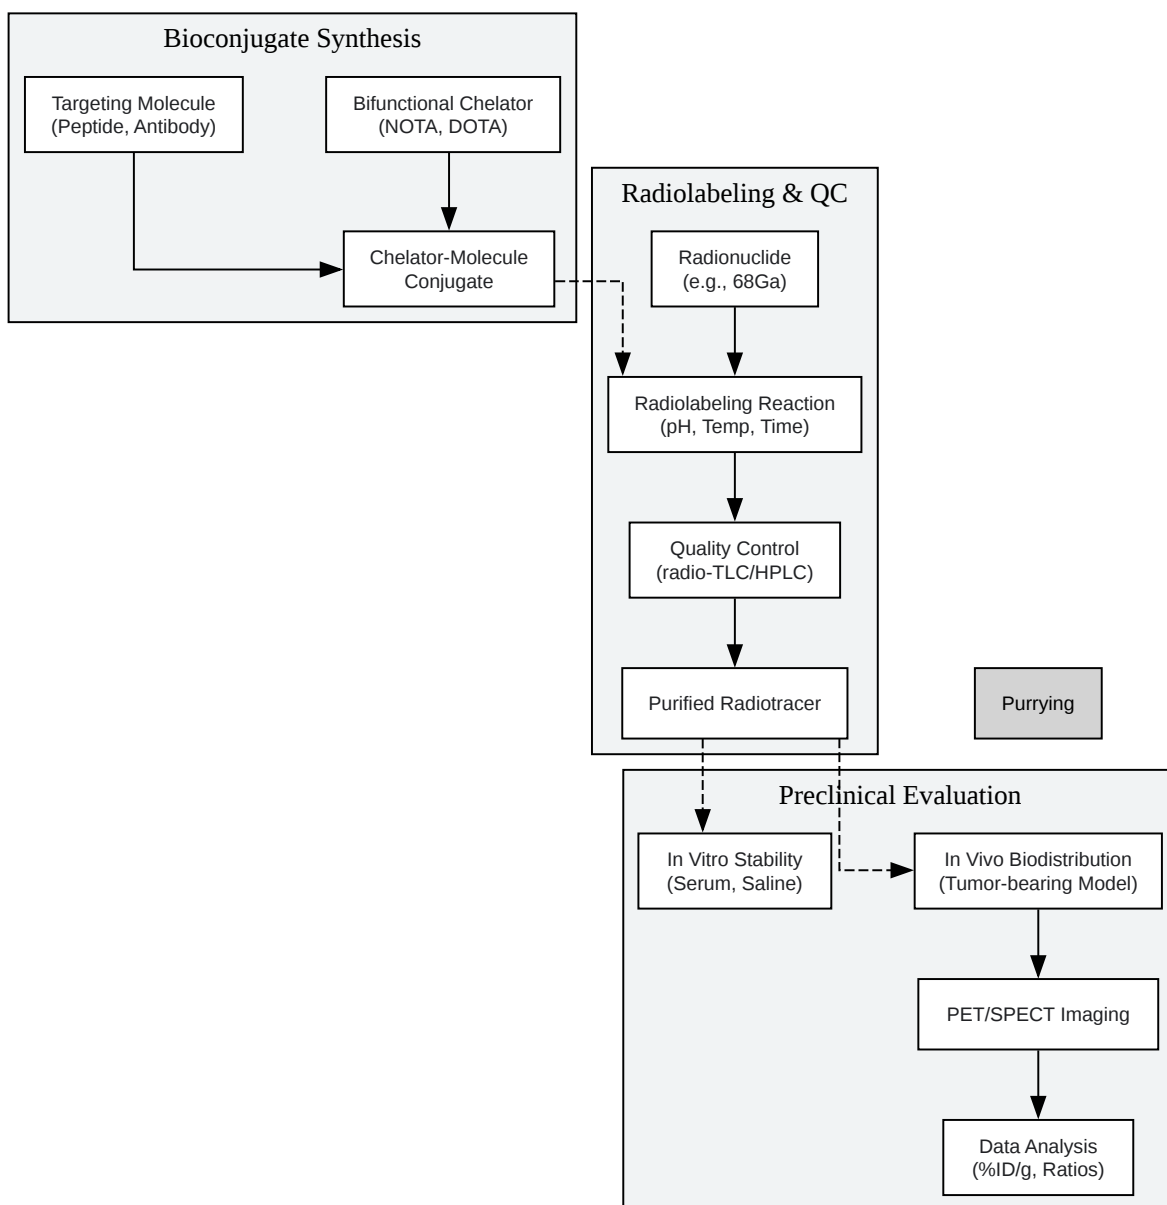 Bioconjugate Synthesis
Targeting Molecule
(Peptide, Antibody)
Bifunctional Chelator
(NOTA, DOTA)
Chelator-Molecule
Conjugate
Radiolabeling & QC
Radionuclide
(e.g., 68Ga)
Radiolabeling Reaction
(pH, Temp, Time)
Quality Control
(radio-TLC/HPLC)
Purified Radiotracer
Purrying
Preclinical Evaluation
In Vitro Stability
(Serum, Saline)
In Vivo Biodistribution
(Tumor-bearing Model)
PET/SPECT Imaging
Data Analysis
(%ID/g, Ratios)